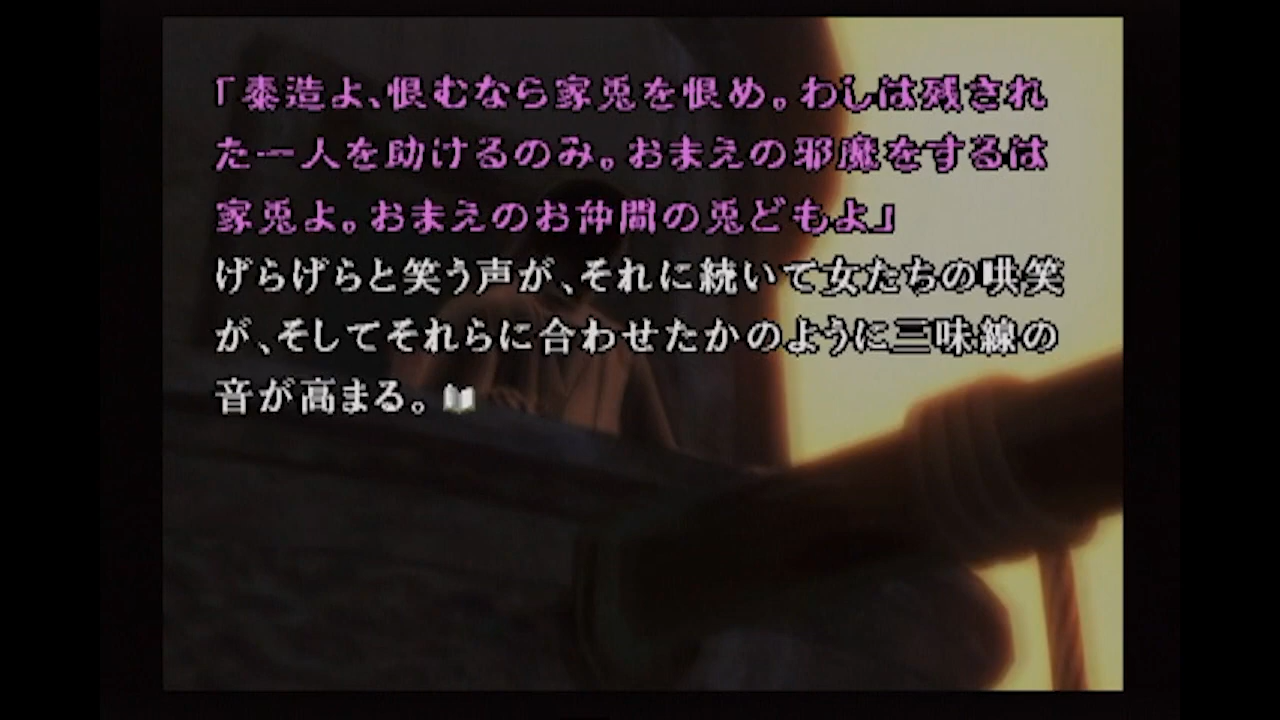 「泰造よ、恨むなら家兎を恨め。わしは残され
た一人を助けるのみ。おまえの邪魔をするは
家兎よ。おまえのお仲間の兎どもよ」
げらげらと笑う声が、それに続いて女たちの哄笑
が、そしてそれらに合わせたかのように三味線の
音が高まる。